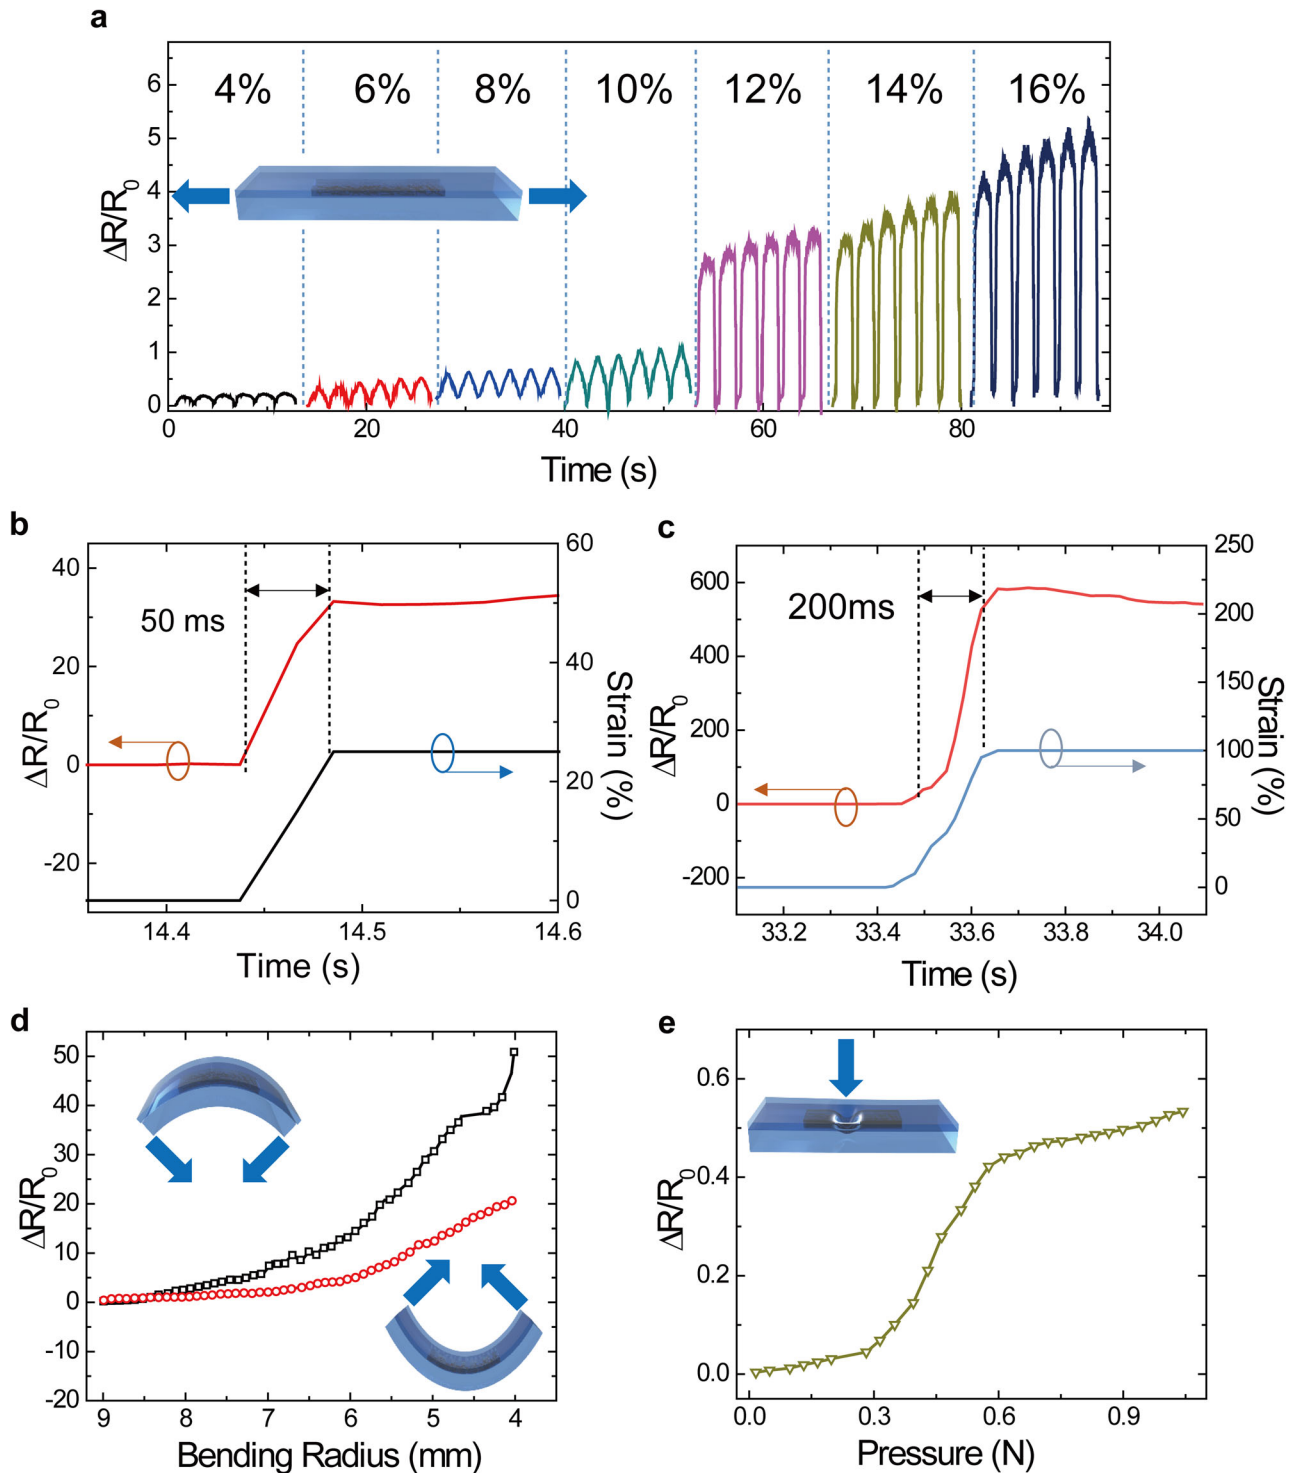 a
4% 6% 8% 10% 12% 14% 16%
6
5
4
3
2
1
0
ΔR/R0
0 20 40 60 80
Time (s)
b
50 ms
40
20
0
-20
ΔR/R0
60
40
20
0
Strain (%)
14.4 14.5 14.6
Time (s)
c
200ms
600
400
200
0
-200
ΔR/R0
250
200
150
100
50
0
Strain (%)
33.2 33.4 33.6 33.8 34.0
Time (s)
d
50
40
30
20
10
0
-10
-20
ΔR/R0
9 8 7 6 5 4
Bending Radius (mm)
e
0.6
0.4
0.2
0.0
ΔR/R0
0.0 0.3 0.6 0.9
Pressure (N)